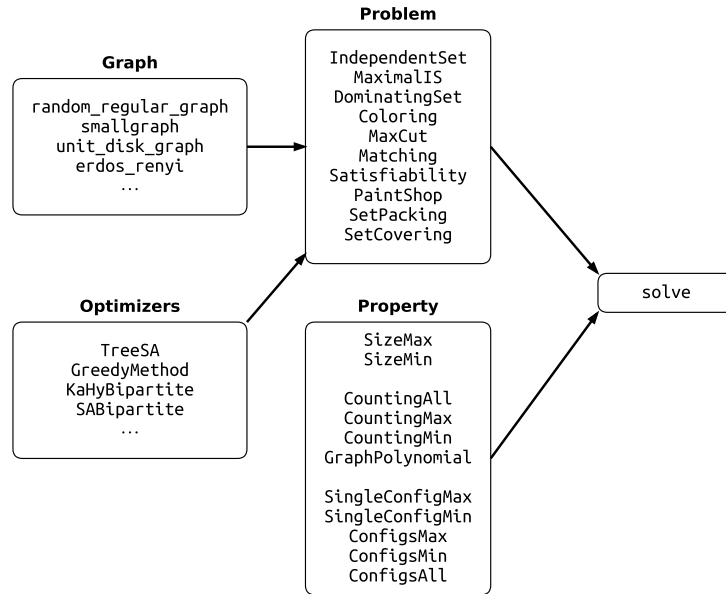 Graph
random_regular_graph
smallgraph
unit_disk_graph
erdos_renyi
...
Optimizers
TreeSA
GreedyMethod
KaHyBipartite
SABipartite
...
Problem
IndependentSet
MaximalIS
DominatingSet
Coloring
MaxCut
Matching
Satisfiability
PaintShop
SetPacking
SetCovering
Property
SizeMax
SizeMin
CountingAll
CountingMax
CountingMin
GraphPolynomial
SingleConfigMax
SingleConfigMin
ConfigsMax
ConfigsMin
ConfigsAll
solve